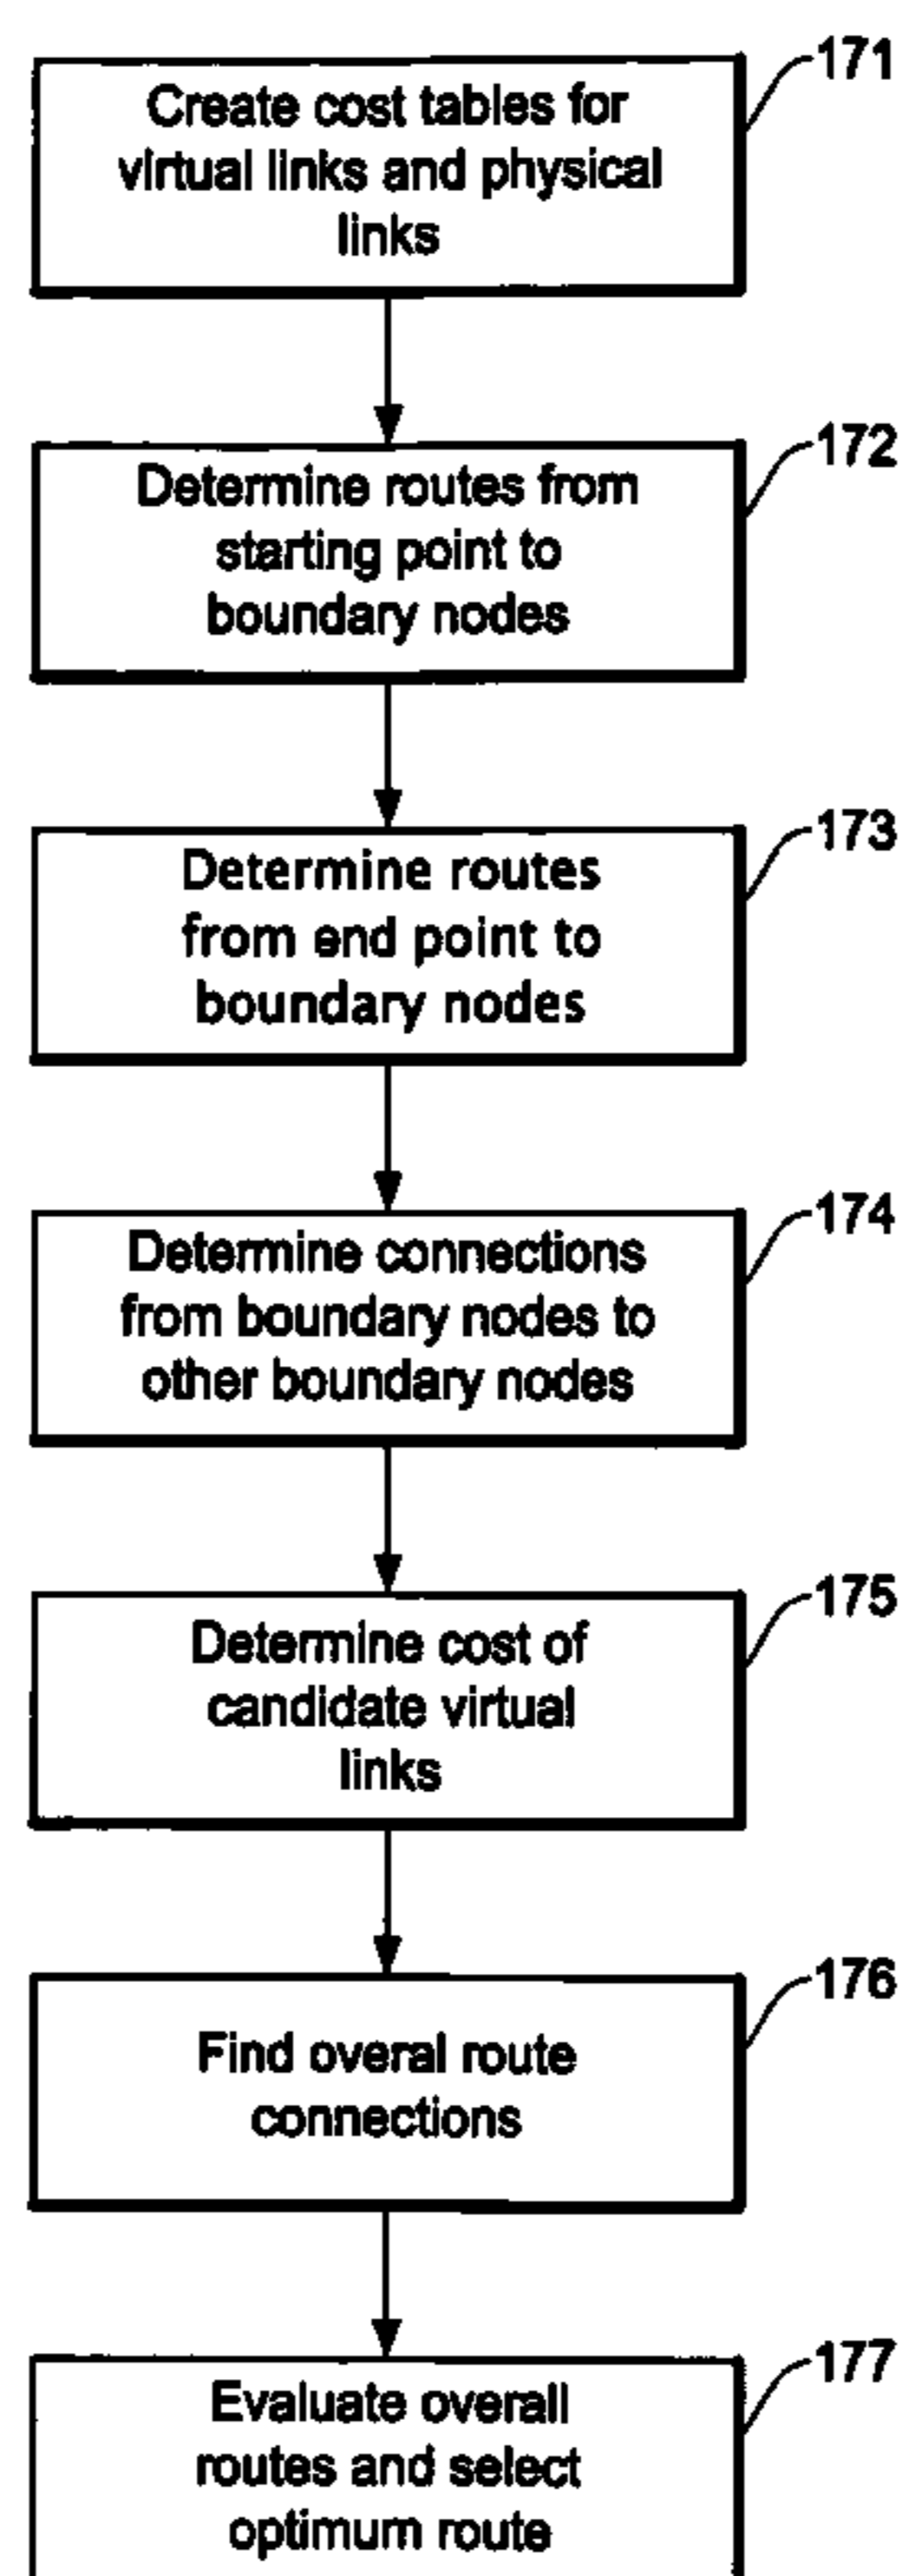 171
Create cost tables for
virtual links and physical
links
172
Determine routes from
starting point to
boundary nodes
173
Determine routes
from end point to
boundary nodes
174
Determine connections
from boundary nodes to
other boundary nodes
175
Determine cost of
candidate virtual
links
176
Find overal route
connections
177
Evaluate overall
routes and select
optimum route